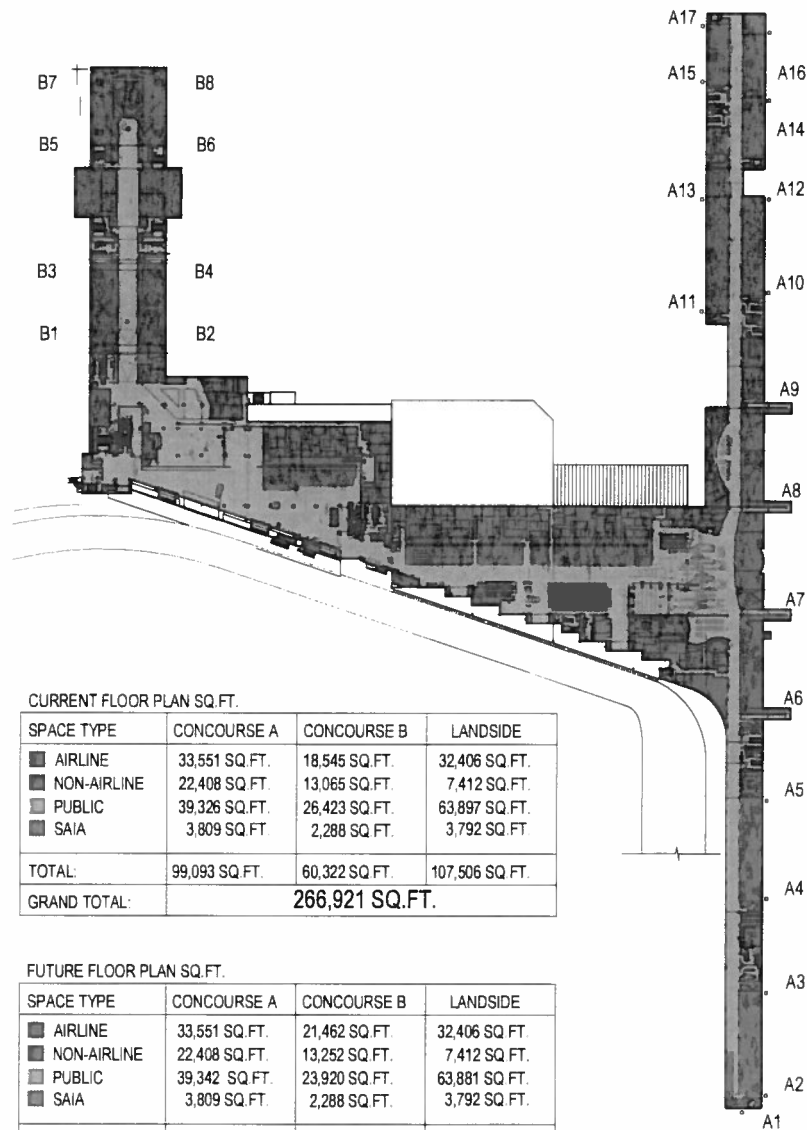 A17
A15
A16
A14
A13
A12
A11
A10
A9
A8
A7
A6
A5
A4
A3
A2
A1
B7
B8
B5
B6
B3
B4
B1
B2
CURRENT FLOOR PLAN SQ.FT.
SPACE TYPE CONCOURSE A CONCOURSE B LANDSIDE
AIRLINE 33,551 SQ.FT. 18,545 SQ.FT. 32,406 SQ.FT.
NON-AIRLINE 22,408 SQ.FT. 13,065 SQ.FT. 7,412 SQ.FT.
PUBLIC 39,326 SQ.FT. 26,423 SQ.FT. 63,897 SQ.FT.
SAIA 3,809 SQ.FT. 2,288 SQ.FT. 3,792 SQ.FT.
TOTAL: 99,093 SQ.FT. 60,322 SQ.FT. 107,506 SQ.FT.
GRAND TOTAL: 266,921 SQ.FT.
FUTURE FLOOR PLAN SQ.FT.
SPACE TYPE CONCOURSE A CONCOURSE B LANDSIDE
AIRLINE 33,551 SQ.FT. 21,462 SQ.FT. 32,406 SQ.FT.
NON-AIRLINE 22,408 SQ.FT. 13,252 SQ.FT. 7,412 SQ.FT.
PUBLIC 39,342 SQ.FT. 23,920 SQ.FT. 63,881 SQ.FT.
SAIA 3,809 SQ.FT. 2,288 SQ.FT. 3,792 SQ.FT.